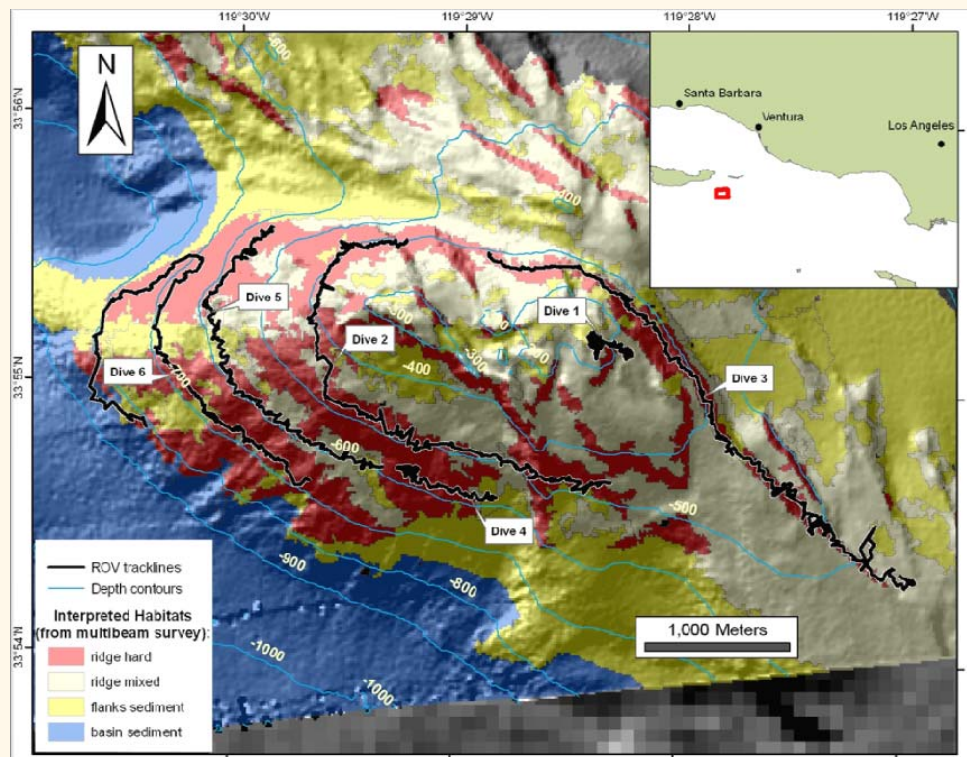 119°30'W
119°29'W
119°28'W
119°27'W
N
33°56'N
33°55'N
33°54'N
Santa Barbara
Ventura
Los Angeles
-400
-300
-300
-400
-600
-500
-900
-800
-1000
-1000
Dive 1
Dive 5
Dive 2
Dive 6
Dive 3
Dive 4
ROV tracklines
Depth contours
Interpreted Habitats
(from multibeam survey):
ridge hard
ridge mixed
flanks sediment
basin sediment
1,000 Meters